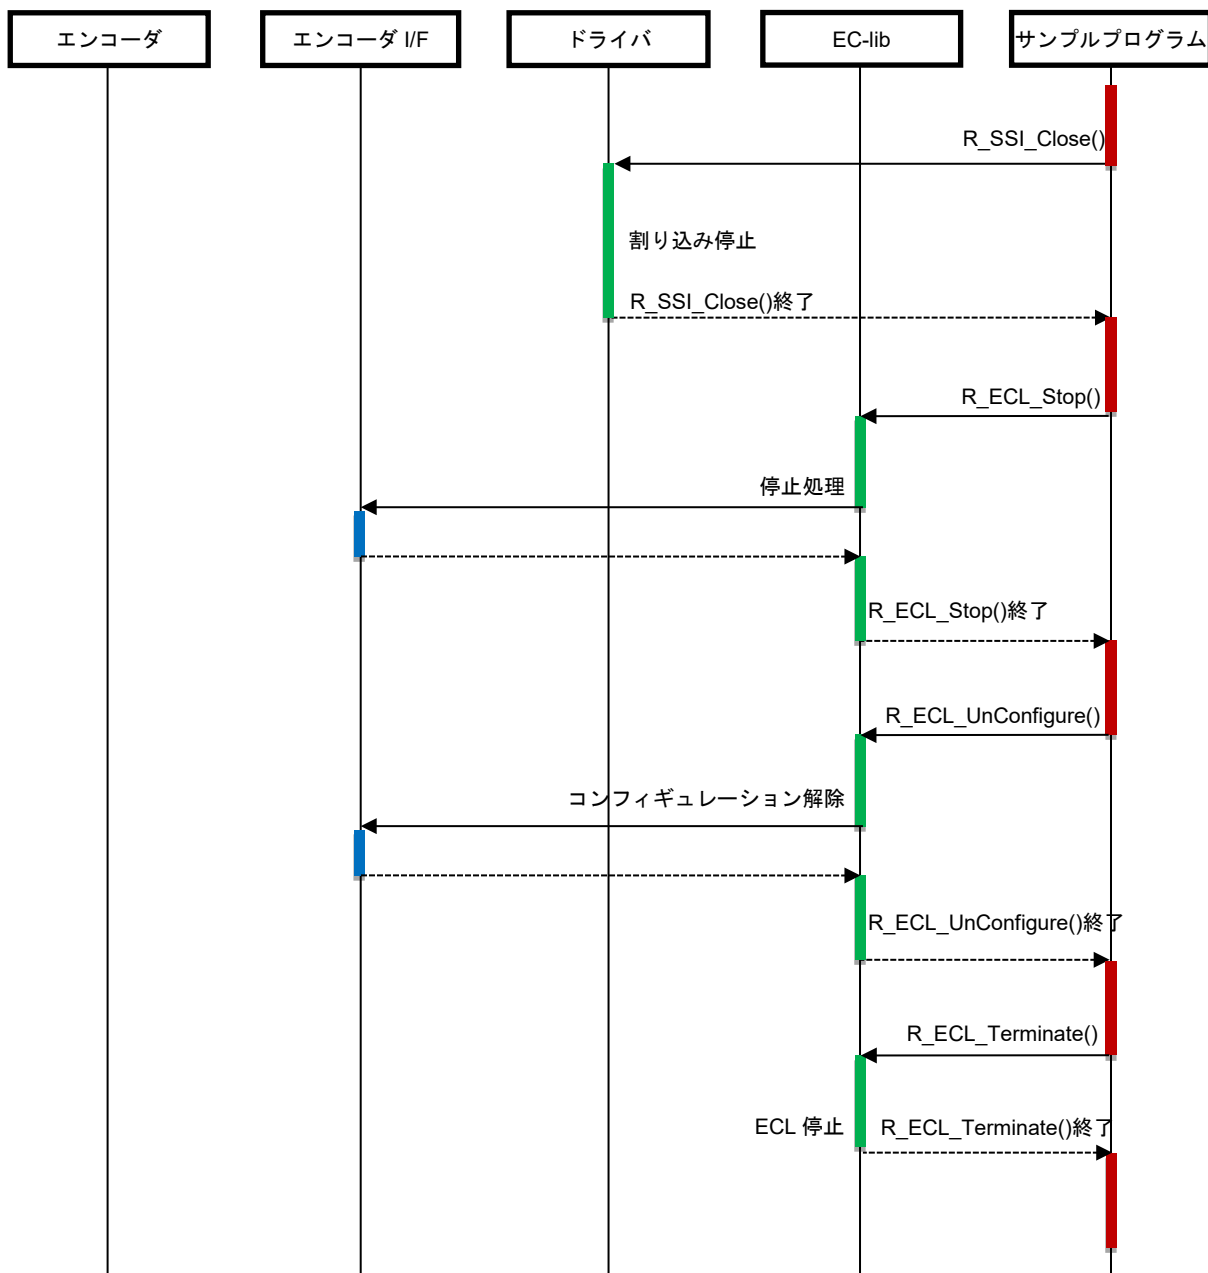 エンコーダ
エンコーダ I/F
ドライバ
EC-lib
サンプルプログラム
R_SSI_Close()
割り込み停止
R_SSI_Close()終了
R_ECL_Stop()
停止処理
R_ECL_Stop()終了
R_ECL_UnConfigure()
コンフィギュレーション解除
R_ECL_UnConfigure()終了
R_ECL_Terminate()
ECL 停止
R_ECL_Terminate()終了